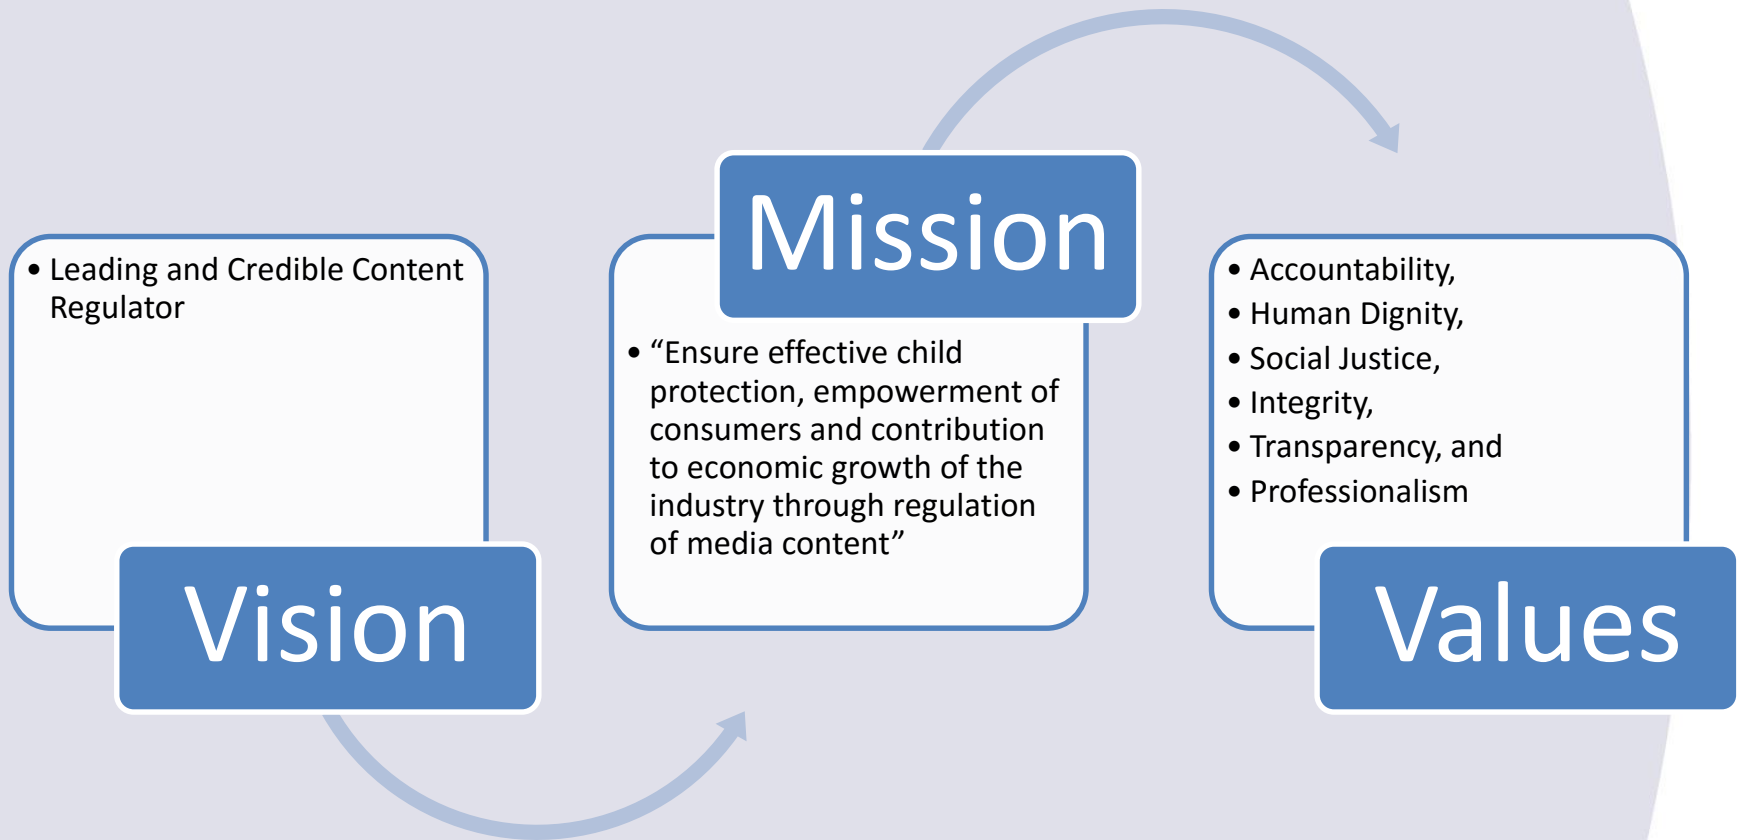 • Leading and Credible Content
Regulator
Vision
Mission
• “Ensure effective child
protection, empowerment of
consumers and contribution
to economic growth of the
industry through regulation
of media content”
• Accountability,
• Human Dignity,
• Social Justice,
• Integrity,
• Transparency, and
• Professionalism
Values